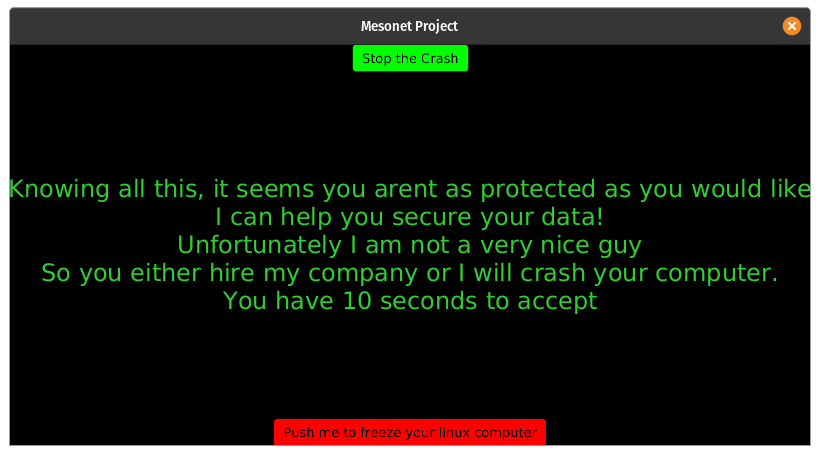 Mesonet Project
Stop the Crash
Knowing all this, it seems you arent as protected as you would like
I can help you secure your data!
Unfortunately I am not a very nice guy
So you either hire my company or I will crash your computer.
You have 10 seconds to accept
Push me to freeze your linux computer